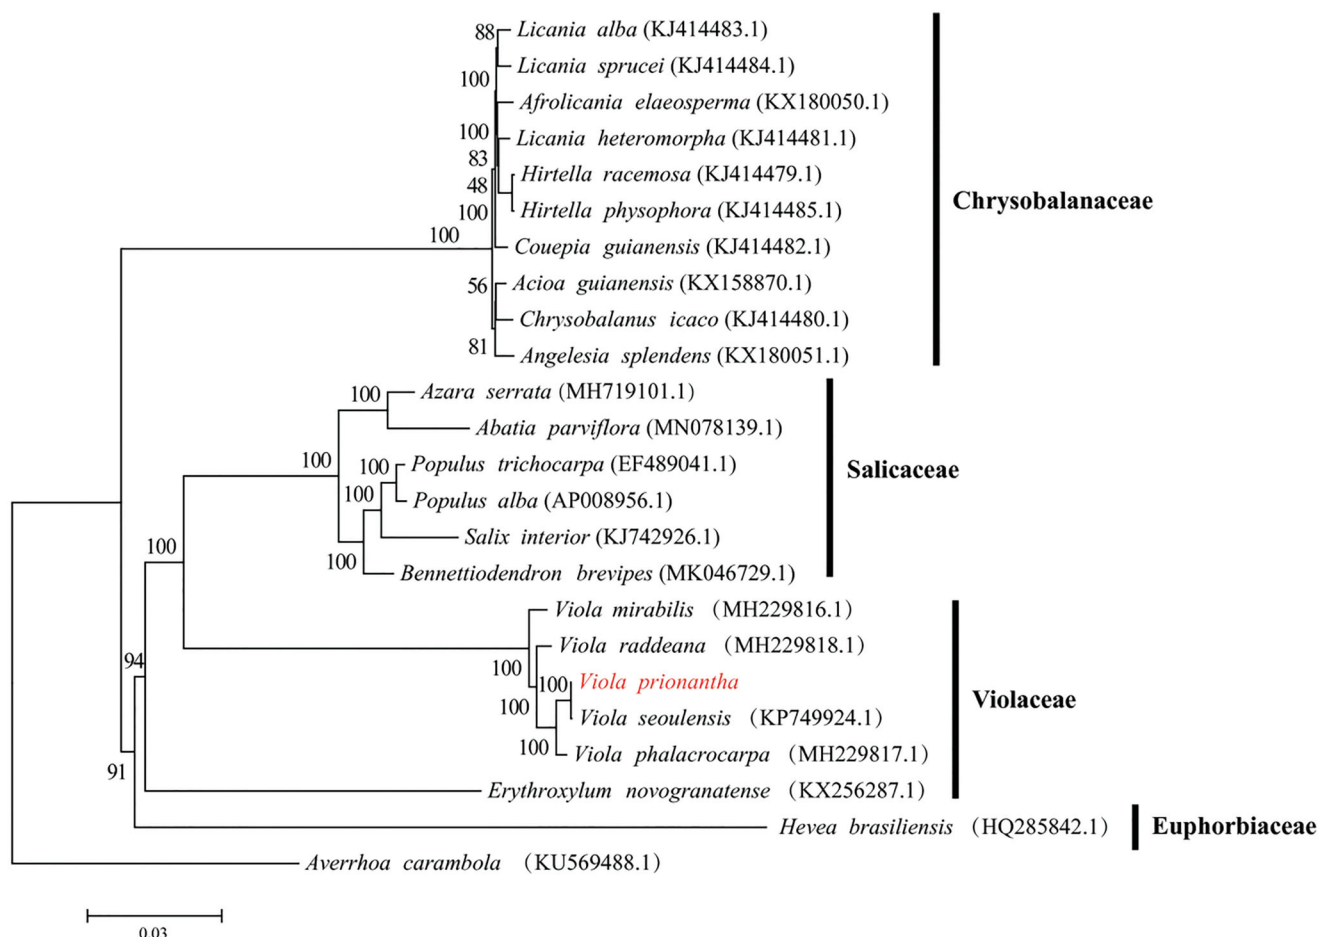 88 Licania alba (KJ414483.1)
Licania sprucei (KJ414484.1)
100
Afrolicania elaeosperma (KX180050.1)
100 Licania heteromorpha (KJ414481.1)
83
Hirtella racemosa (KJ414479.1)
48
Chrysobalanaceae
100 Hirtella physophora (KJ414485.1)
100
Couepia guianensis (KJ414482.1)
56 Acioa guianensis (KX158870.1)
Chrysobalanus icaco (KJ414480.1)
81 Angelesia splendens (KX180051.1)
100 Azara serrata (MH719101.1)
Abatia parviflora (MN078139.1)
100
100 Populus trichocarpa (EF489041.1)
Salicaceae
100
Populus alba (AP008956.1)
Salix interior (KJ742926.1)
100
100
Bennettiodendron brevipes (MK046729.1)
Viola mirabilis (MH229816.1)
Viola raddeana (MH229818.1)
94
100
100 Viola prionantha
Violaceae
100
Viola seoulensis (KP749924.1)
100 Viola phalacrocarpa (MH229817.1)
91
Erythroxylum novogranatense (KX256287.1)
Hevea brasiliensis (HQ285842.1) Euphorbiaceae
Averrhoa carambola (KU569488.1)
0.03